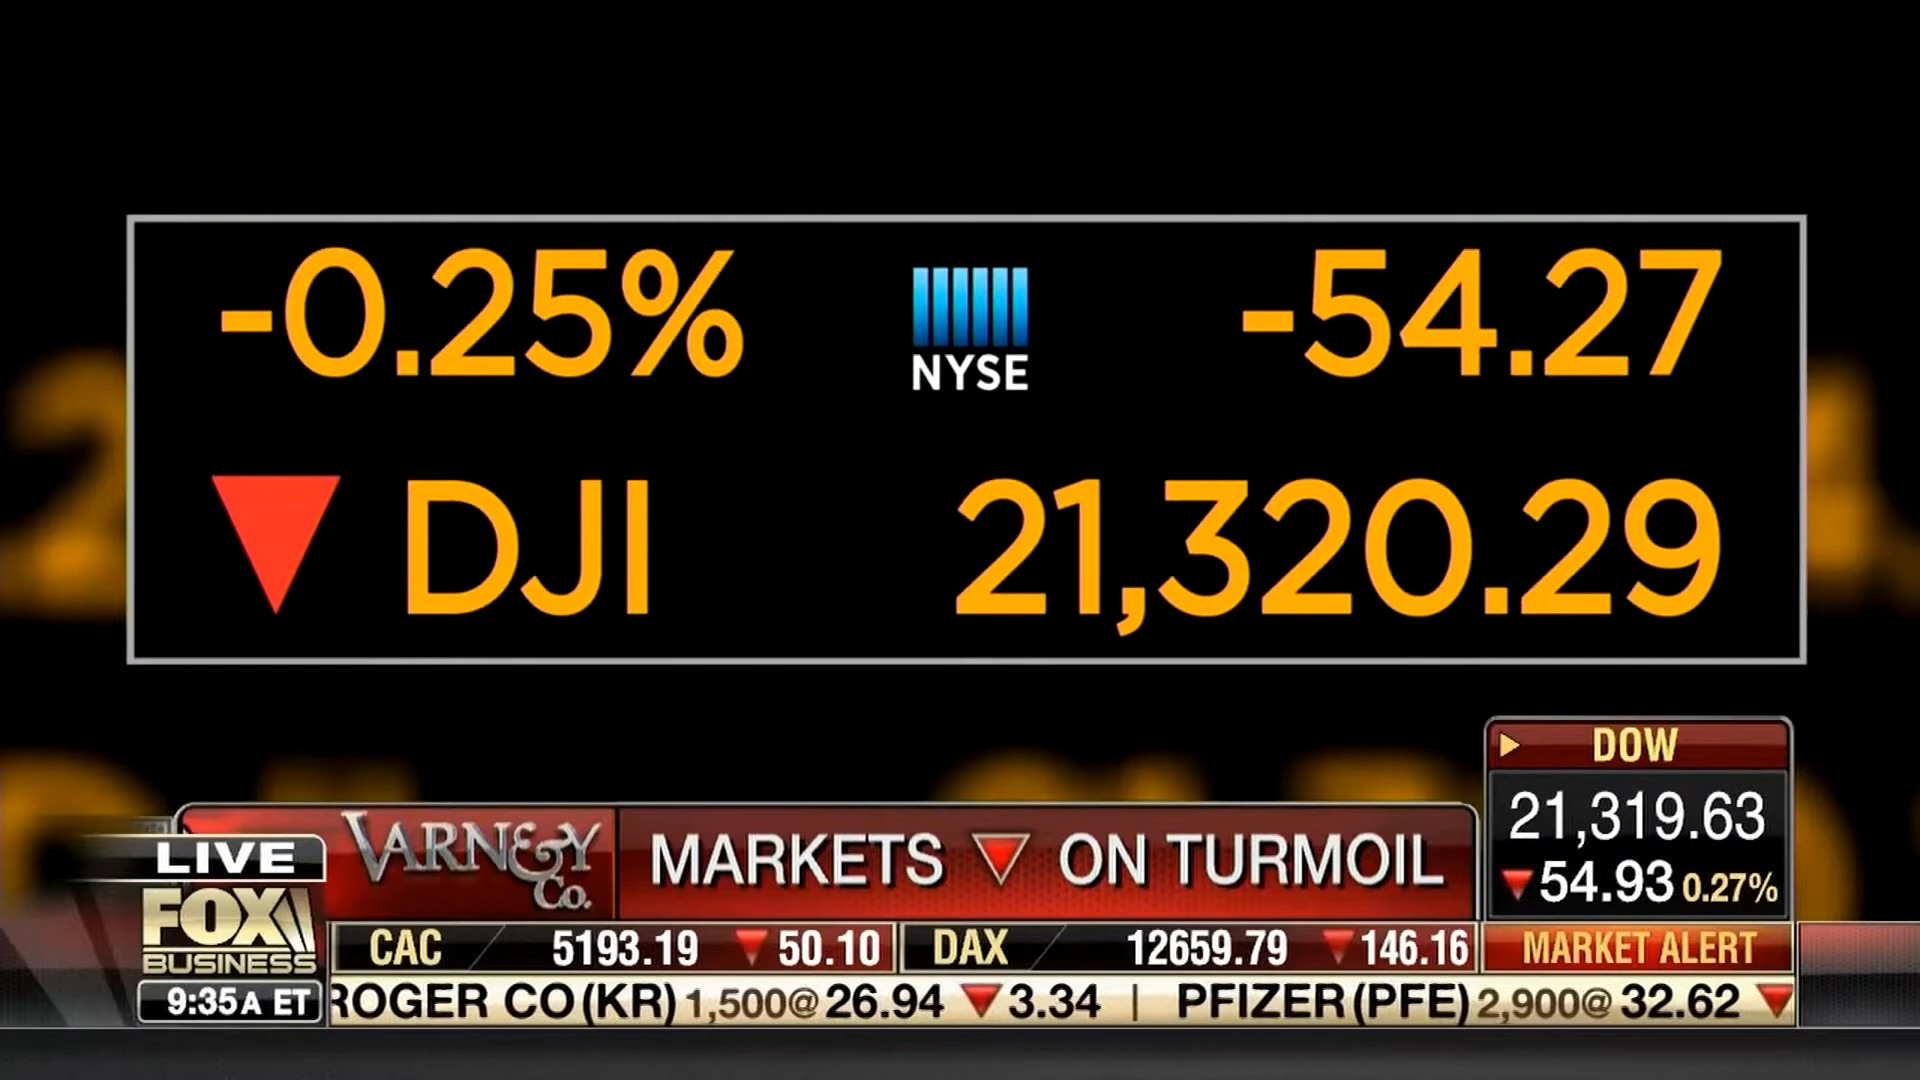 -0.25%
NYSE
-54.27
DJI
21,320.29
DOW
21,319.63
54.93 0.27%
MARKET ALERT
VARNEY
&
Co.
MARKETS ON TURMOIL
LIVE
FOX
BUSINESS
9:35A ET
CAC 5193.19 50.10
DAX 12659.79 146.16
ROGER CO (KR) 1,500@ 26.94 3.34 | PFIZER (PFE) 2,900@ 32.62